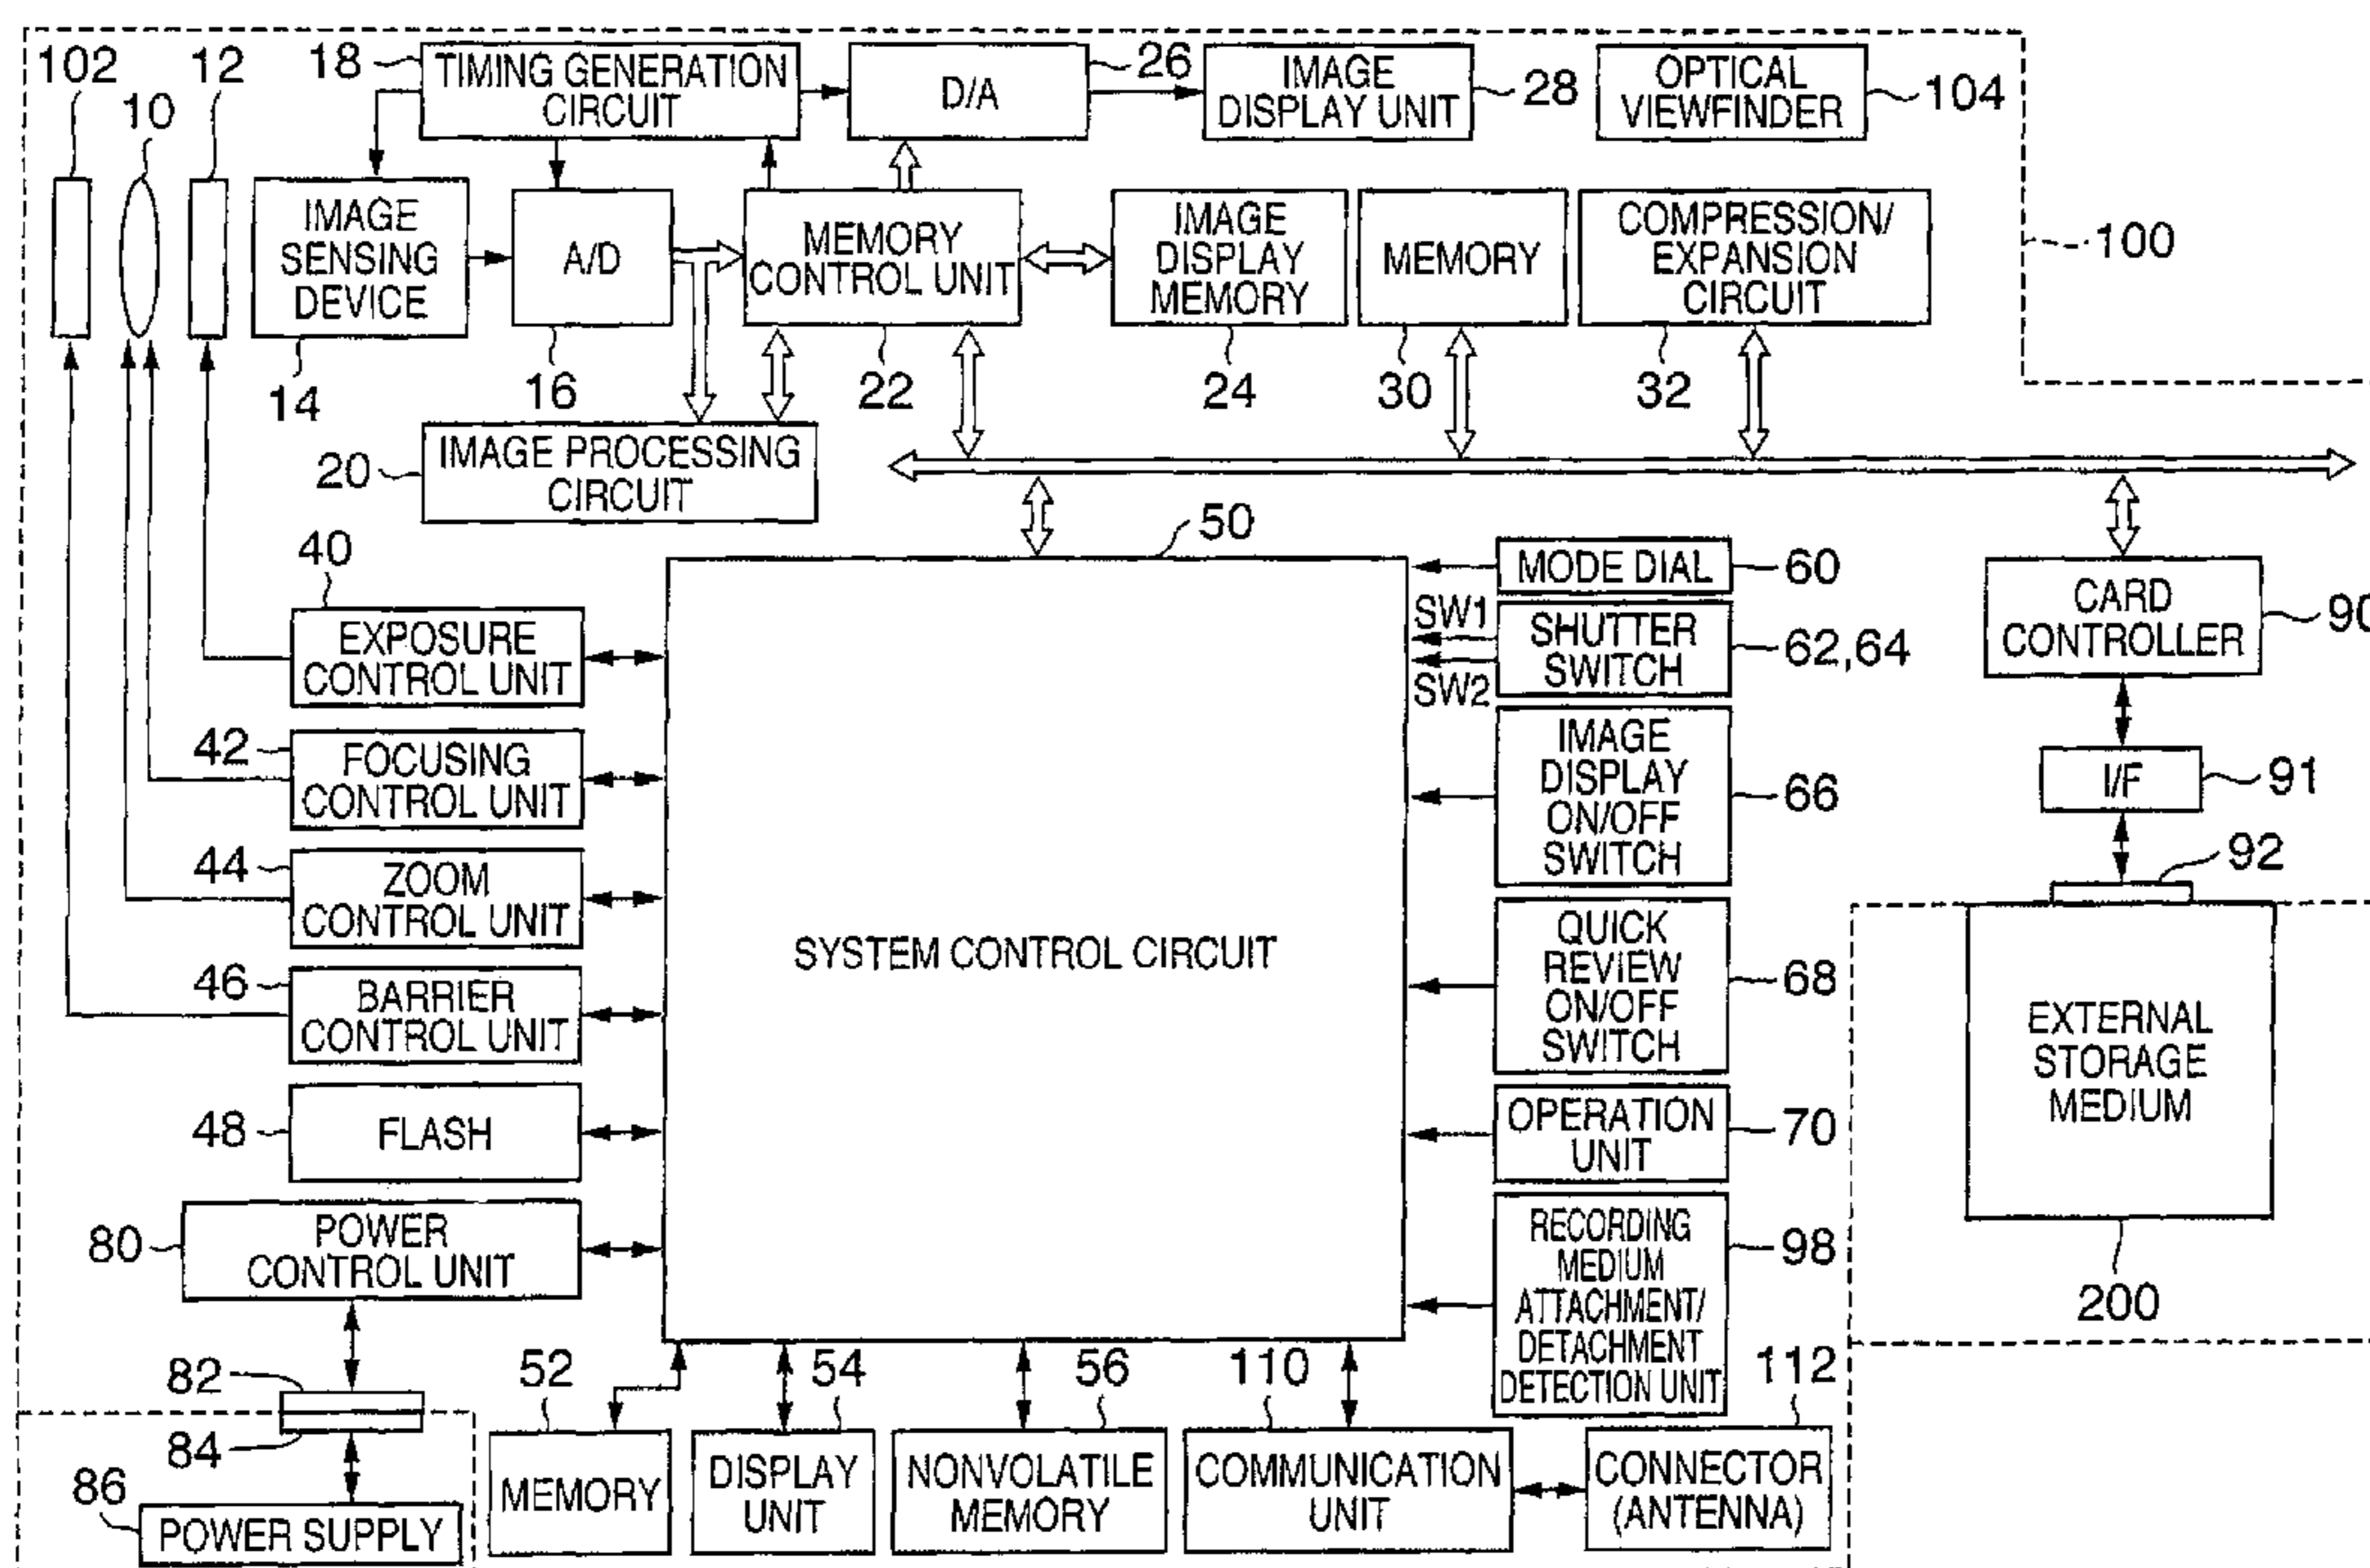 102
12
18
TIMING GENERATION
CIRCUIT
D/A
26
IMAGE
DISPLAY UNIT
28
OPTICAL
VIEWFINDER
104
10
IMAGE
SENSING
DEVICE
14
A/D
16
MEMORY
CONTROL UNIT
22
IMAGE
DISPLAY
MEMORY
24
MEMORY
30
COMPRESSION/
EXPANSION
CIRCUIT
32
100
20
IMAGE PROCESSING
CIRCUIT
50
40
EXPOSURE
CONTROL UNIT
42
FOCUSING
CONTROL UNIT
44
ZOOM
CONTROL UNIT
46
BARRIER
CONTROL UNIT
48
FLASH
80
POWER
CONTROL UNIT
82
84
86
POWER SUPPLY
SYSTEM CONTROL CIRCUIT
MODE DIAL
60
SW1
SHUTTER
SWITCH
62,64
SW2
IMAGE
DISPLAY
ON/OFF
SWITCH
66
QUICK
REVIEW
ON/OFF
SWITCH
68
OPERATION
UNIT
70
RECORDING
MEDIUM
ATTACHMENT/
DETACHMENT
DETECTION UNIT
98
CARD
CONTROLLER
90
I/F
91
92
EXTERNAL
STORAGE
MEDIUM
200
52
MEMORY
54
DISPLAY
UNIT
56
NONVOLATILE
MEMORY
110
COMMUNICATION
UNIT
112
CONNECTOR
(ANTENNA)